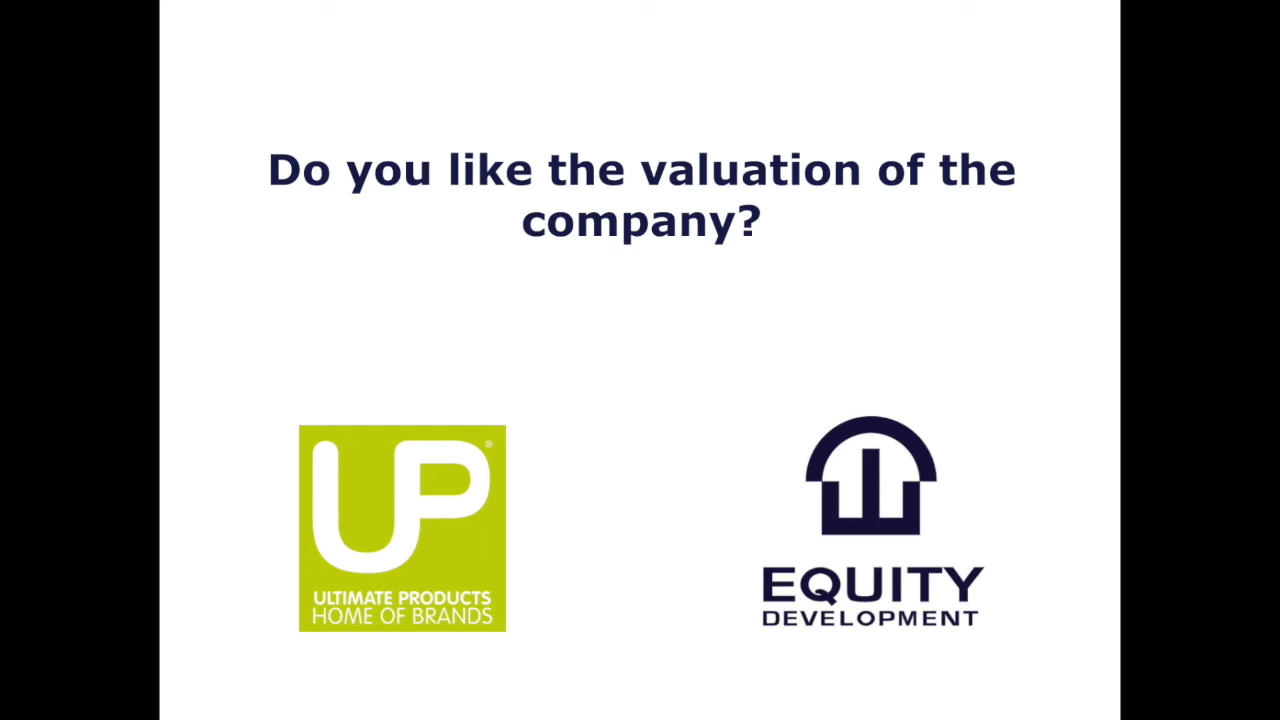 Do you like the valuation of the
company?
UP®
ULTIMATE PRODUCTS
HOME OF BRANDS
EQUITY
DEVELOPMENT